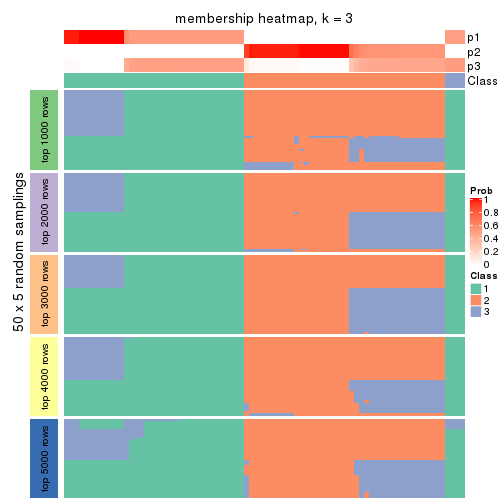 membership heatmap, k = 3
p1
p2
p3
Class
50 x 5 random samplings
top 1000 rows
top 2000 rows
top 3000 rows
top 4000 rows
top 5000 rows
Prob
1
0.8
0.6
0.4
0.2
0
Class
1
2
3